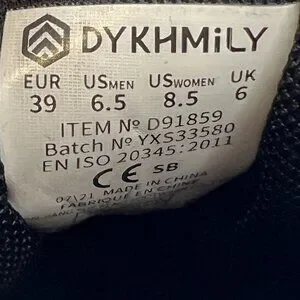 DYKHMiLY
EUR USMEN USWOMEN UK
39 6.5 8.5 6
ITEM № D91859
Batch № YXS33580
EN ISO 20345:2011
CE SB
07\21 MADE IN CHINA
FABRIQUE EN CHINE